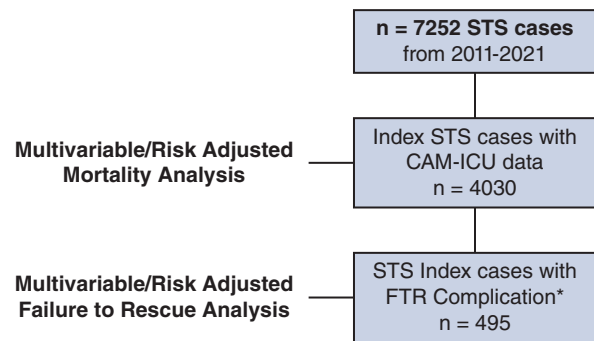 n = 7252 STS cases
from 2011-2021
Multivariable/Risk Adjusted
Mortality Analysis
Index STS cases with
CAM-ICU data
n = 4030
Multivariable/Risk Adjusted
Failure to Rescue Analysis
STS Index cases with
FTR Complication*
n = 495